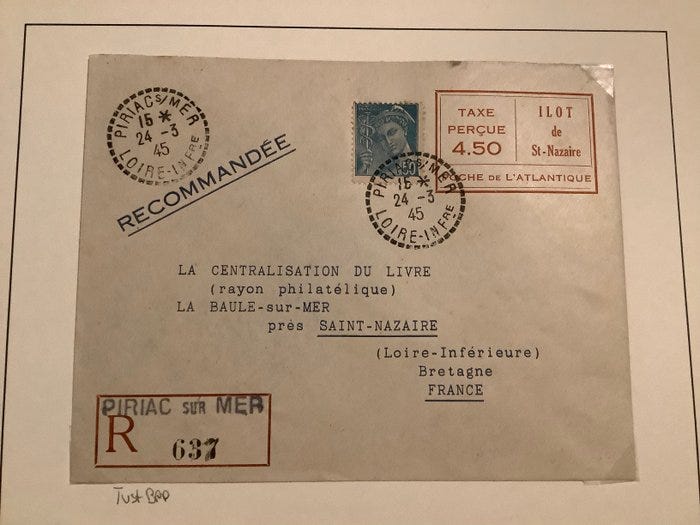 PIRIAC S/MER
15 *
24 -3
45
LOIRE-INFRE
RECOMMANDÉE
50
PIRIAC S/MER
15 *
24 -3
45
LOIRE-INFRE
TAXE
PERÇUE
4.50
ILOT
de
St-Nazaire
POCHE DE L'ATLANTIQUE
LA CENTRALISATION DU LIVRE
(rayon philatélique)
LA BAULE-sur-MER
près SAINT-NAZAIRE
(Loire-Inférieure)
Bretagne
FRANCE
PIRIAC SUR MER
R
637